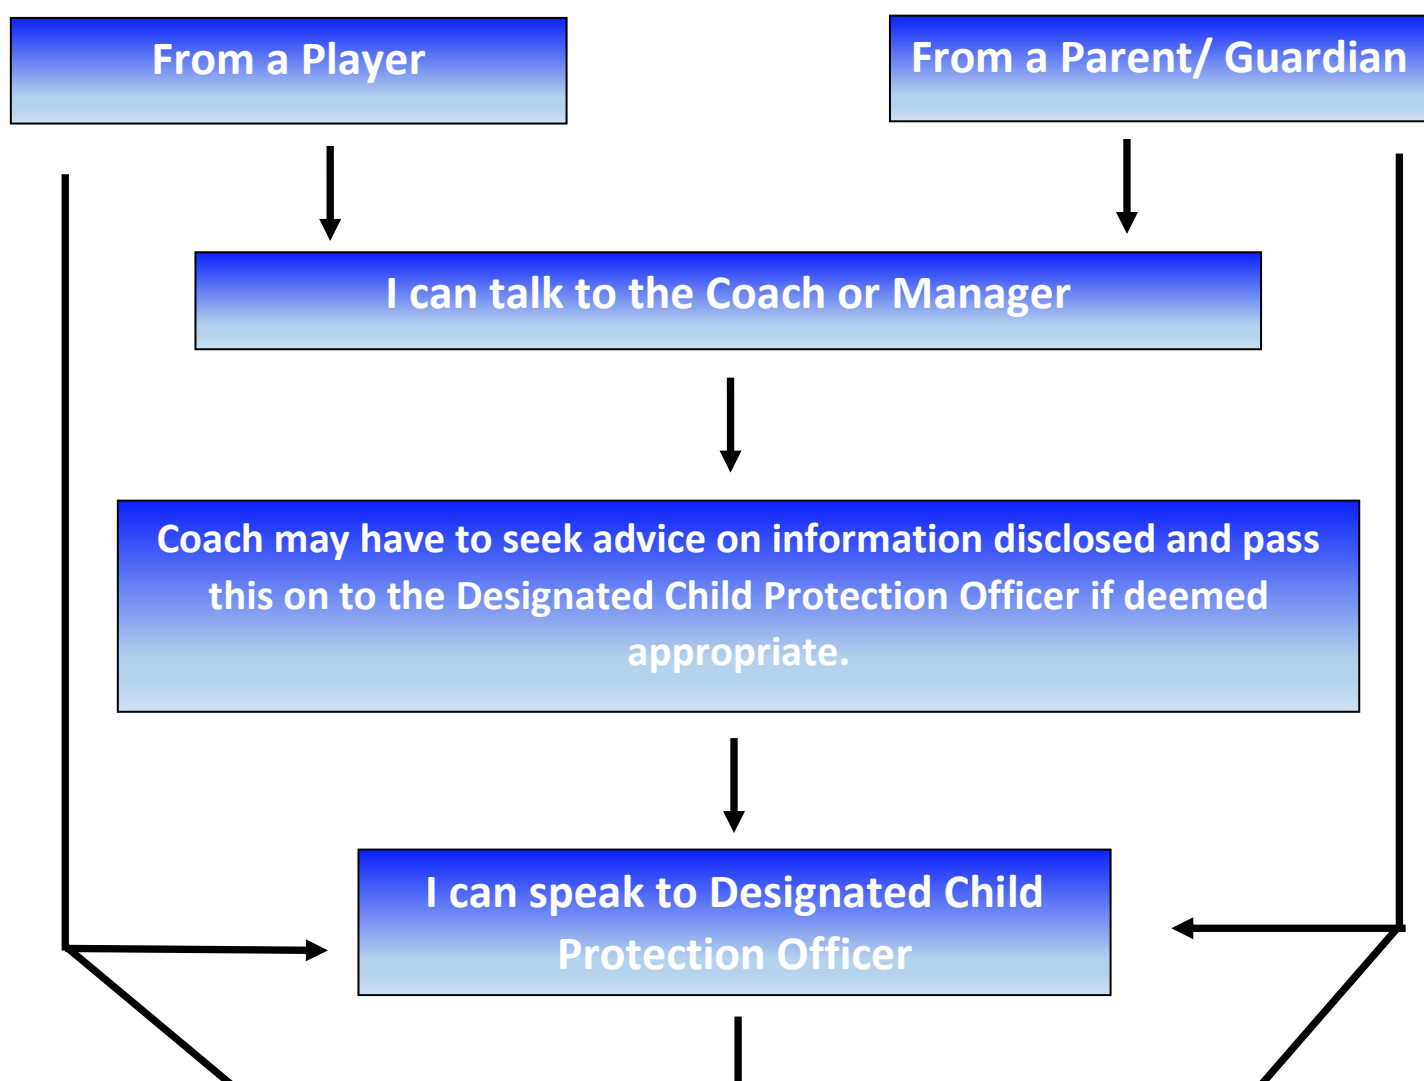 From a Player
From a Parent/ Guardian
I can talk to the Coach or Manager
Coach may have to seek advice on information disclosed and pass
this on to the Designated Child Protection Officer if deemed
appropriate.
I can speak to Designated Child
Protection Officer